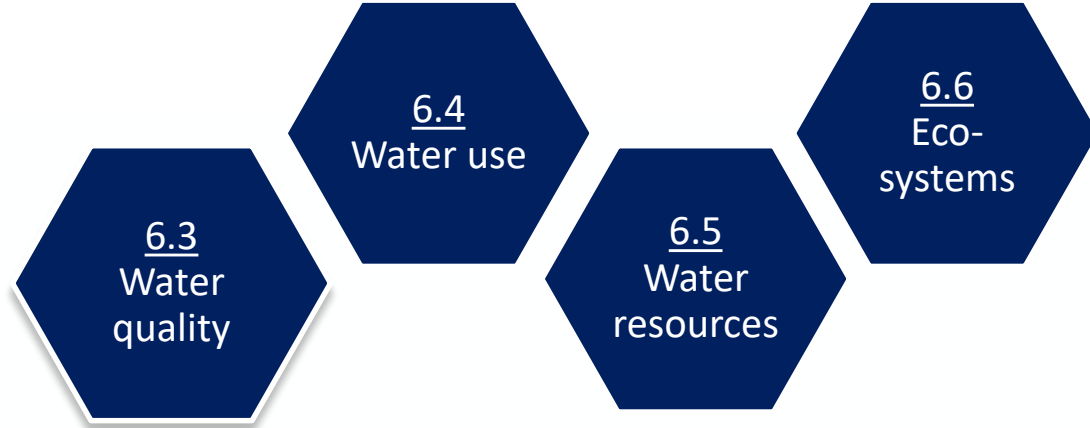 6.3
Water
quality
6.4
Water use
6.5
Water
resources
6.6
Eco-
systems